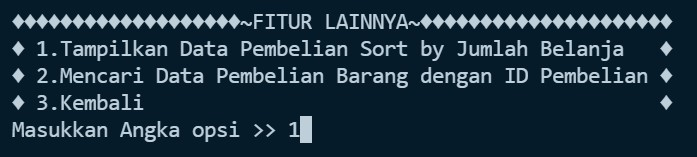 ♦♦♦♦♦♦♦♦♦♦♦♦♦♦♦♦♦♦♦~FITUR LAINNYA~♦♦♦♦♦♦♦♦♦♦♦♦♦♦♦♦♦♦♦♦♦
♦ 1.Tampilkan Data Pembelian Sort by Jumlah Belanja   ♦
♦ 2.Mencari Data Pembelian Barang dengan ID Pembelian ♦
♦ 3.Kembali                                           ♦
Masukkan Angka opsi >> 1